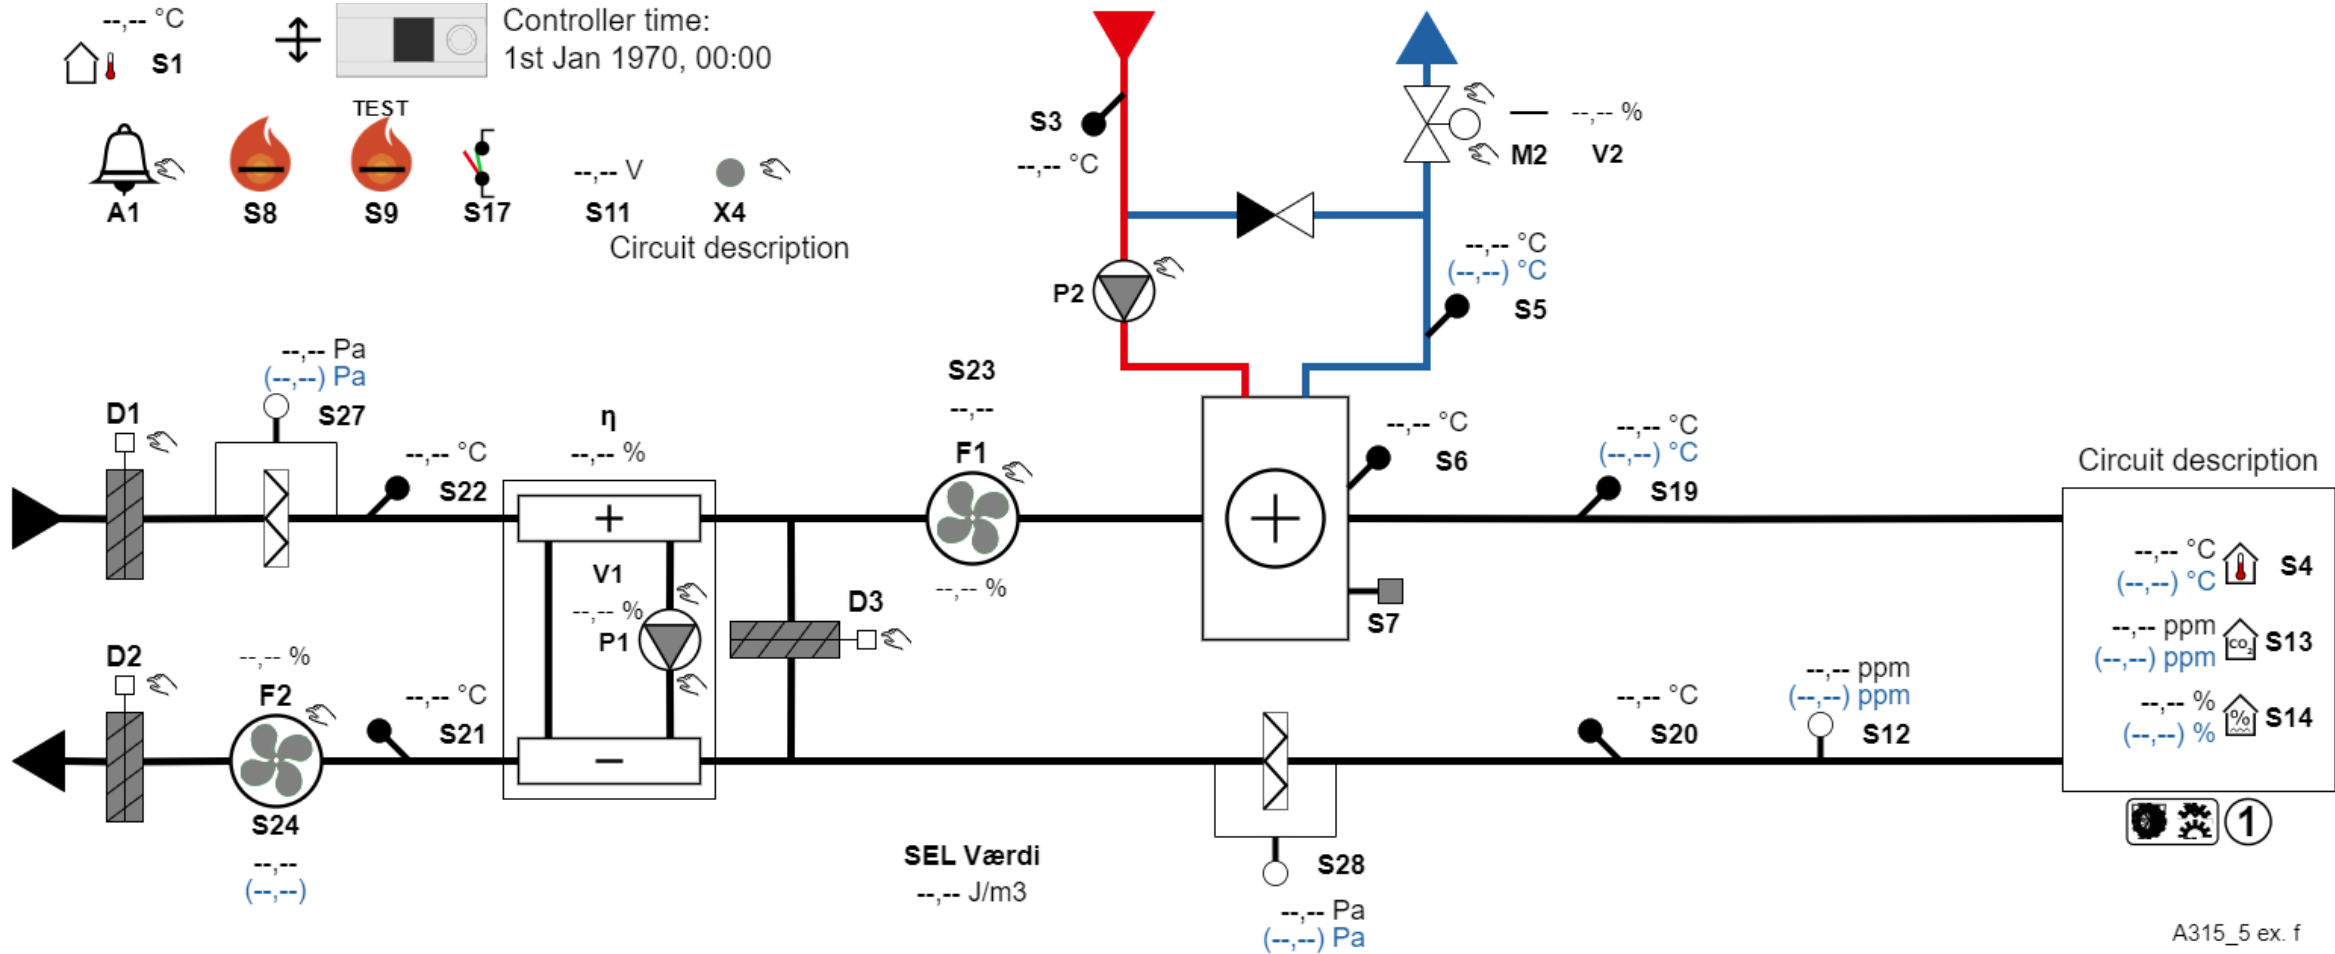 --,-- °C
S1
Controller time:
1st Jan 1970, 00:00
TEST
A1
S8
S9
S17
--,-- V
S11
X4
Circuit description
S3
--,-- °C
--,-- %
M2
V2
--,-- °C
(--,--) °C
S5
P2
--,-- Pa
(--,--) Pa
S27
D1
--,-- °C
S22
η
--,-- %
S23
--,--
F1
--,-- %
--,-- °C
S6
--,-- °C
(--,--) °C
S19
Circuit description
--,-- °C
(--,--) °C
S4
--,-- ppm
(--,--) ppm
CO2
S13
--,-- %
(--,--) %
%
S14
1
V1
--,-- %
P1
D3
S7
D2
--,-- %
F2
S24
--,--
(--,--)
--,-- °C
S21
--,-- °C
S20
--,-- ppm
(--,--) ppm
S12
SEL Værdi
--,-- J/m3
S28
--,-- Pa
(--,--) Pa
A315_5 ex. f